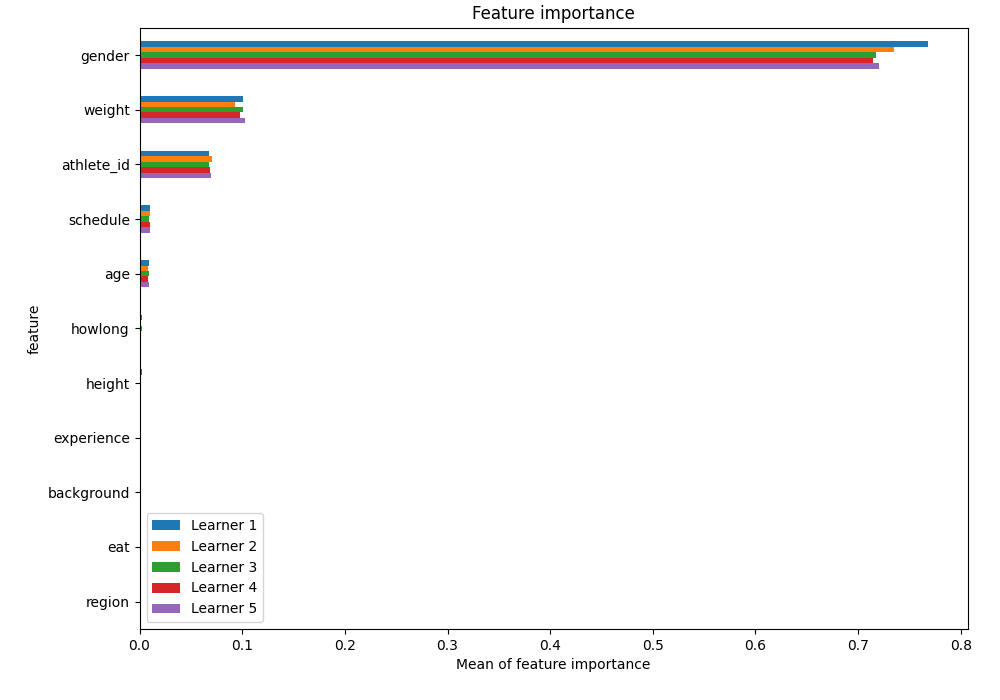 Feature importance
gender
weight
athlete_id
schedule
age
howlong
height
experience
background
eat
region
feature
Learner 1
Learner 2
Learner 3
Learner 4
Learner 5
0.0 0.1 0.2 0.3 0.4 0.5 0.6 0.7 0.8
Mean of feature importance